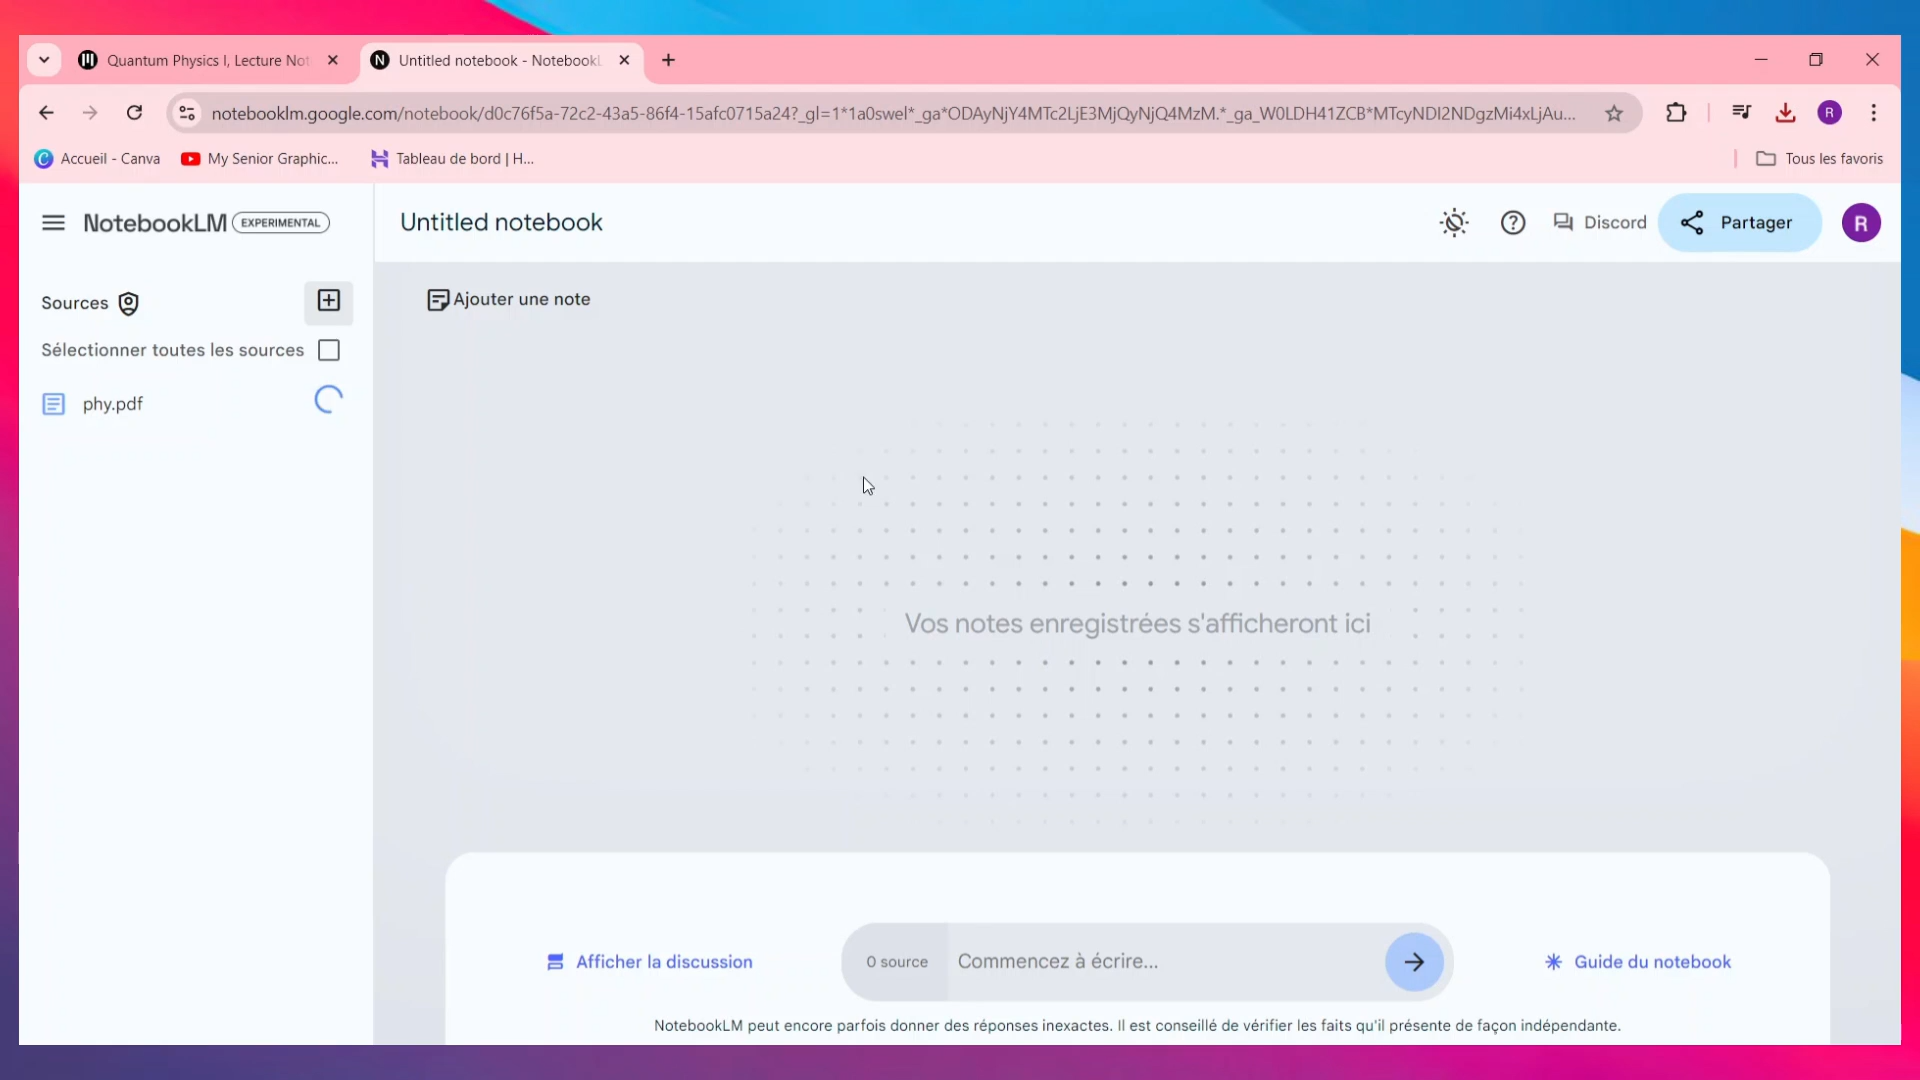 Quantum Physics I, Lecture Not
Untitled notebook - NotebookL
notebooklm.google.com/notebook/d0c76f5a-72c2-43a5-86f4-15afc0715a24?_gl=1*1a0swel*_ga*ODAyNjY4MTc2LjE3MjQyNjQ4MzM.*_ga_W0LDH41ZCB*MTcyNDI2NDgzMi4xLjAu...
R
Accueil - Canva
My Senior Graphic...
Tableau de bord | H...
Tous les favoris
NotebookLM EXPERIMENTAL
Untitled notebook
Discord
Partager
R
Sources
Ajouter une note
Sélectionner toutes les sources
phy.pdf
Vos notes enregistrées s'afficheront ici
Afficher la discussion
0 source
Commencez à écrire...
Guide du notebook
NotebookLM peut encore parfois donner des réponses inexactes. Il est conseillé de vérifier les faits qu'il présente de façon indépendante.